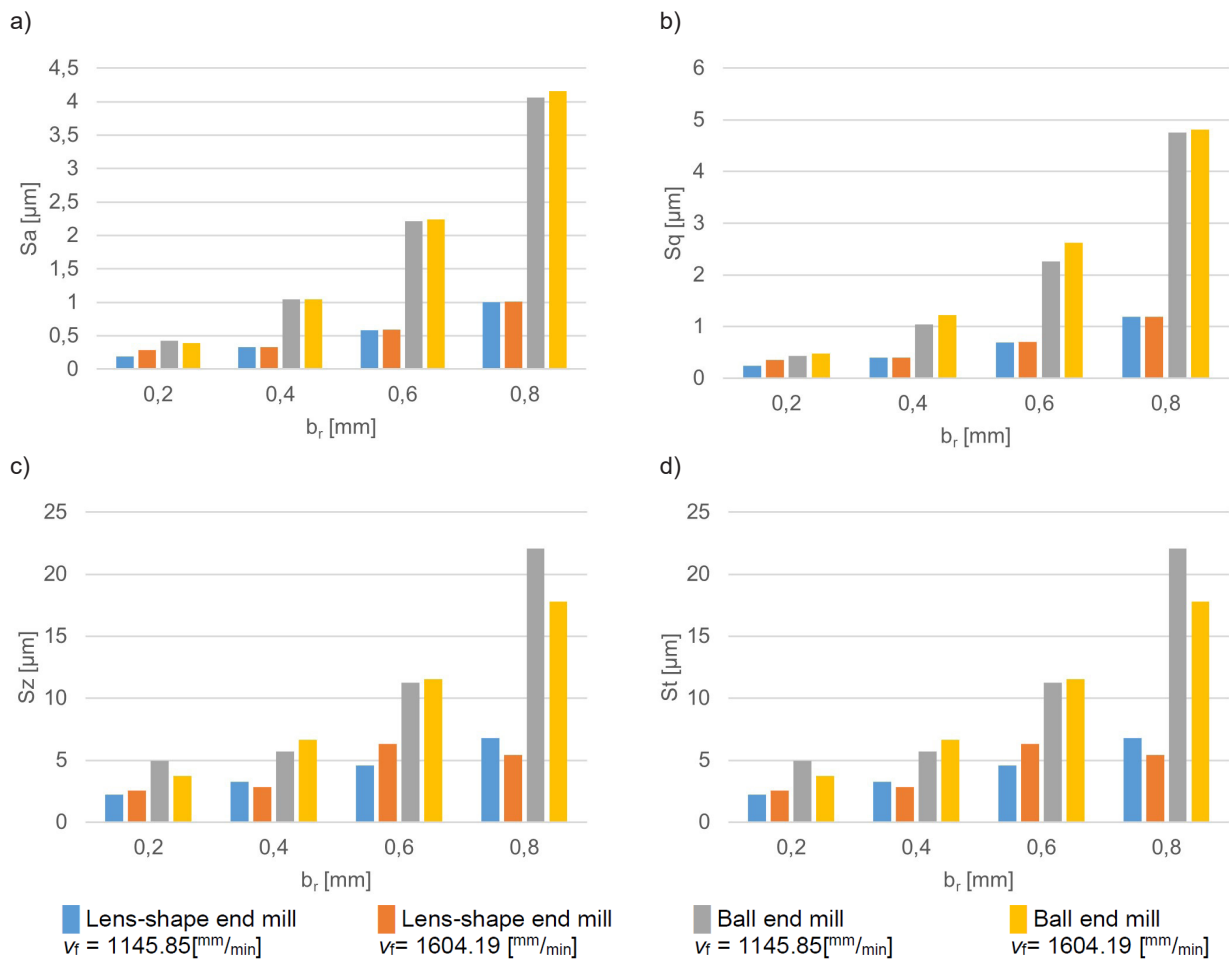 a)
4,5
4
3,5
3
2,5
2
1,5
1
0,5
0
Sa [µm]
0,2 0,4 0,6 0,8
br [mm]
b)
6
5
4
3
2
1
0
Sq [µm]
0,2 0,4 0,6 0,8
br [mm]
c)
25
20
15
10
5
0
Sz [µm]
0,2 0,4 0,6 0,8
br [mm]
d)
25
20
15
10
5
0
St [µm]
0,2 0,4 0,6 0,8
br [mm]
Lens-shape end mill
vf = 1145.85[mm/min]
Lens-shape end mill
vf= 1604.19 [mm/min]
Ball end mill
vf = 1145.85[mm/min]
Ball end mill
vf= 1604.19 [mm/min]